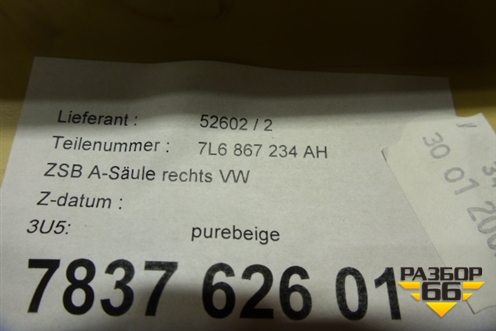 Lieferant : 52602 / 2
Teilenummer : 7L6 867 234 AH
ZSB A-Säule rechts VW
Z-datum :
3U5: purebeige
7837 626 01
30 01 200
РАЗБОР
66